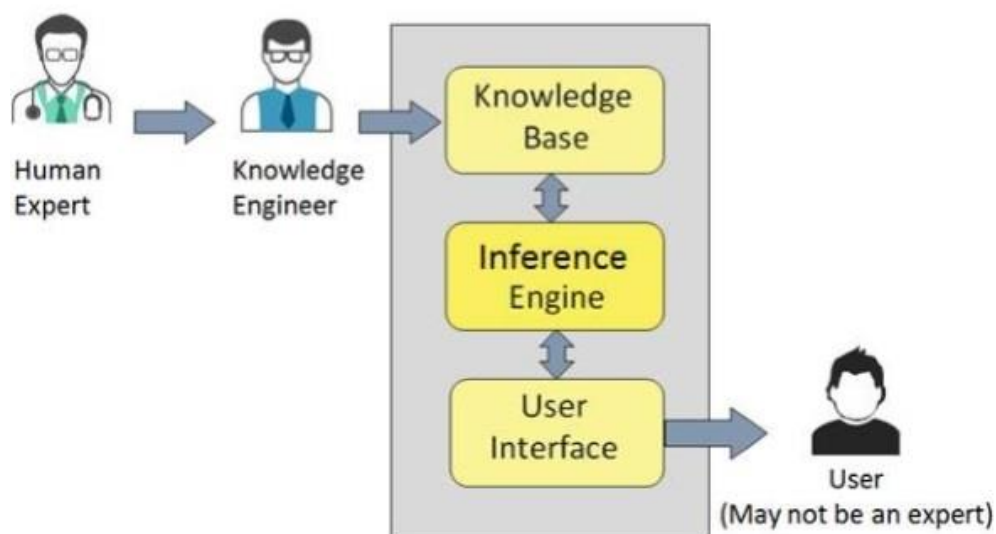 Human
Expert
Knowledge
Engineer
Knowledge
Base
Inference
Engine
User
Interface
User
(May not be an expert)